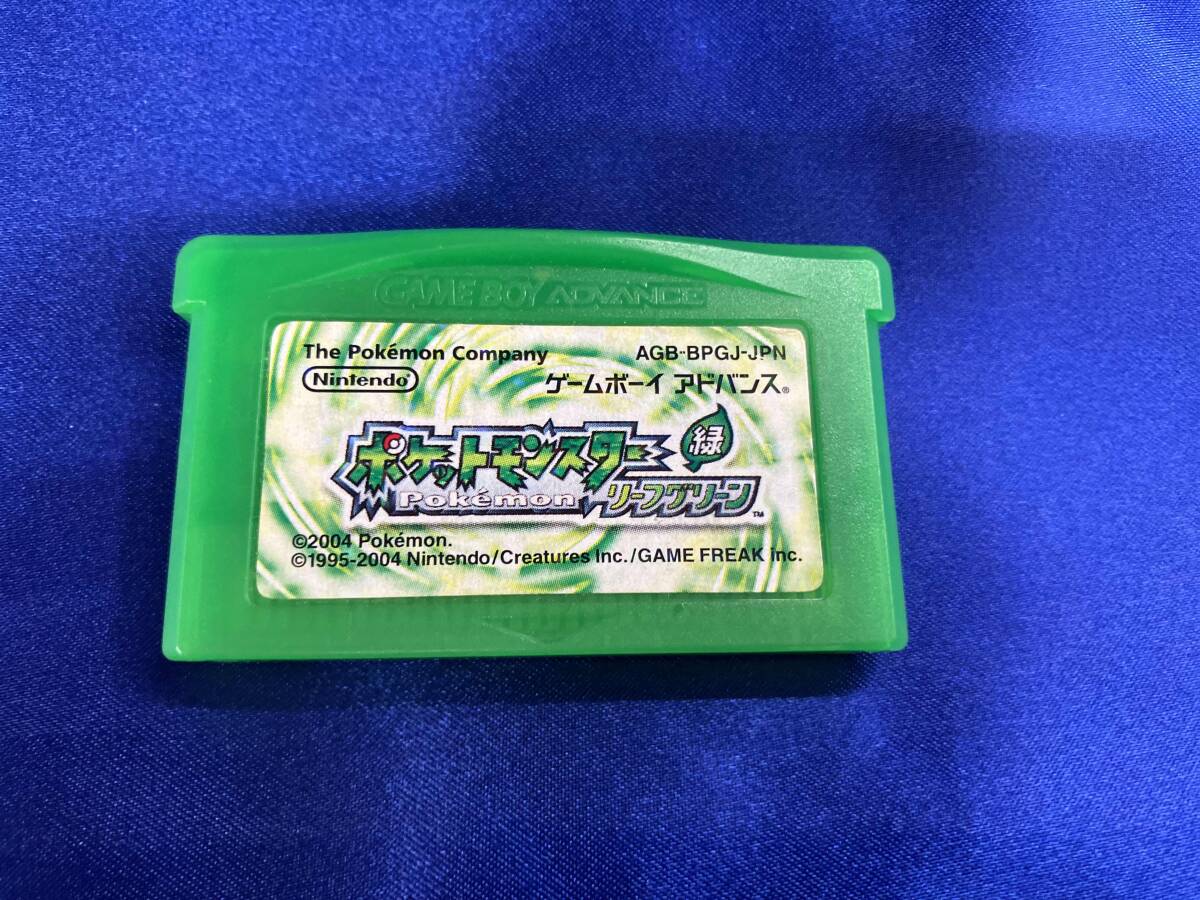 GAME BOY ADVANCE
The Pokémon Company AGB-BPGJ-JPN
Nintendo ゲームボーイ アドバンス®
ポケットモンスター 緑
Pokémon リーフグリーン™
©2004 Pokémon.
©1995-2004 Nintendo/Creatures Inc./GAME FREAK inc.